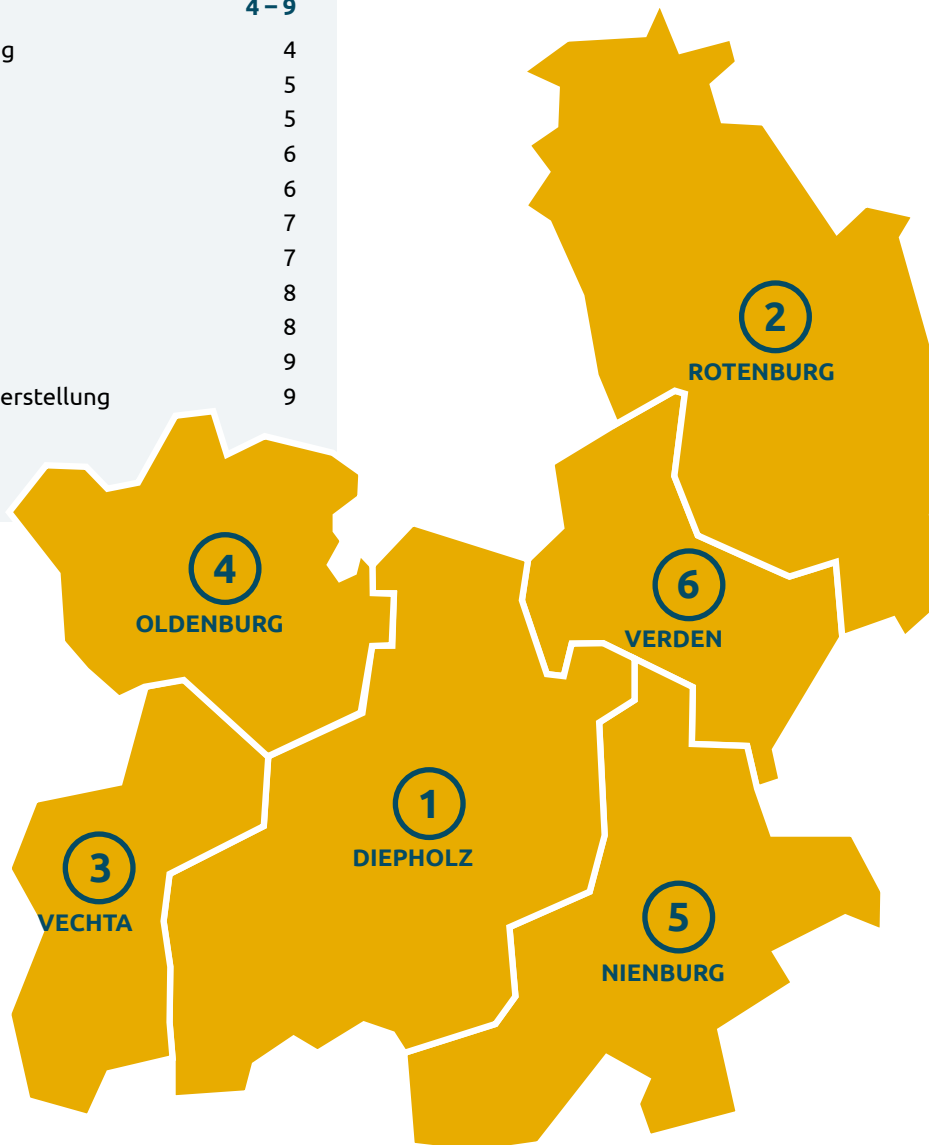 4 – 9
g 4
5
5
6
6
7
7
8
8
9
erstellung 9
2
ROTENBURG
4
OLDENBURG
6
VERDEN
1
DIEPHOLZ
3
VECHTA
5
NIENBURG